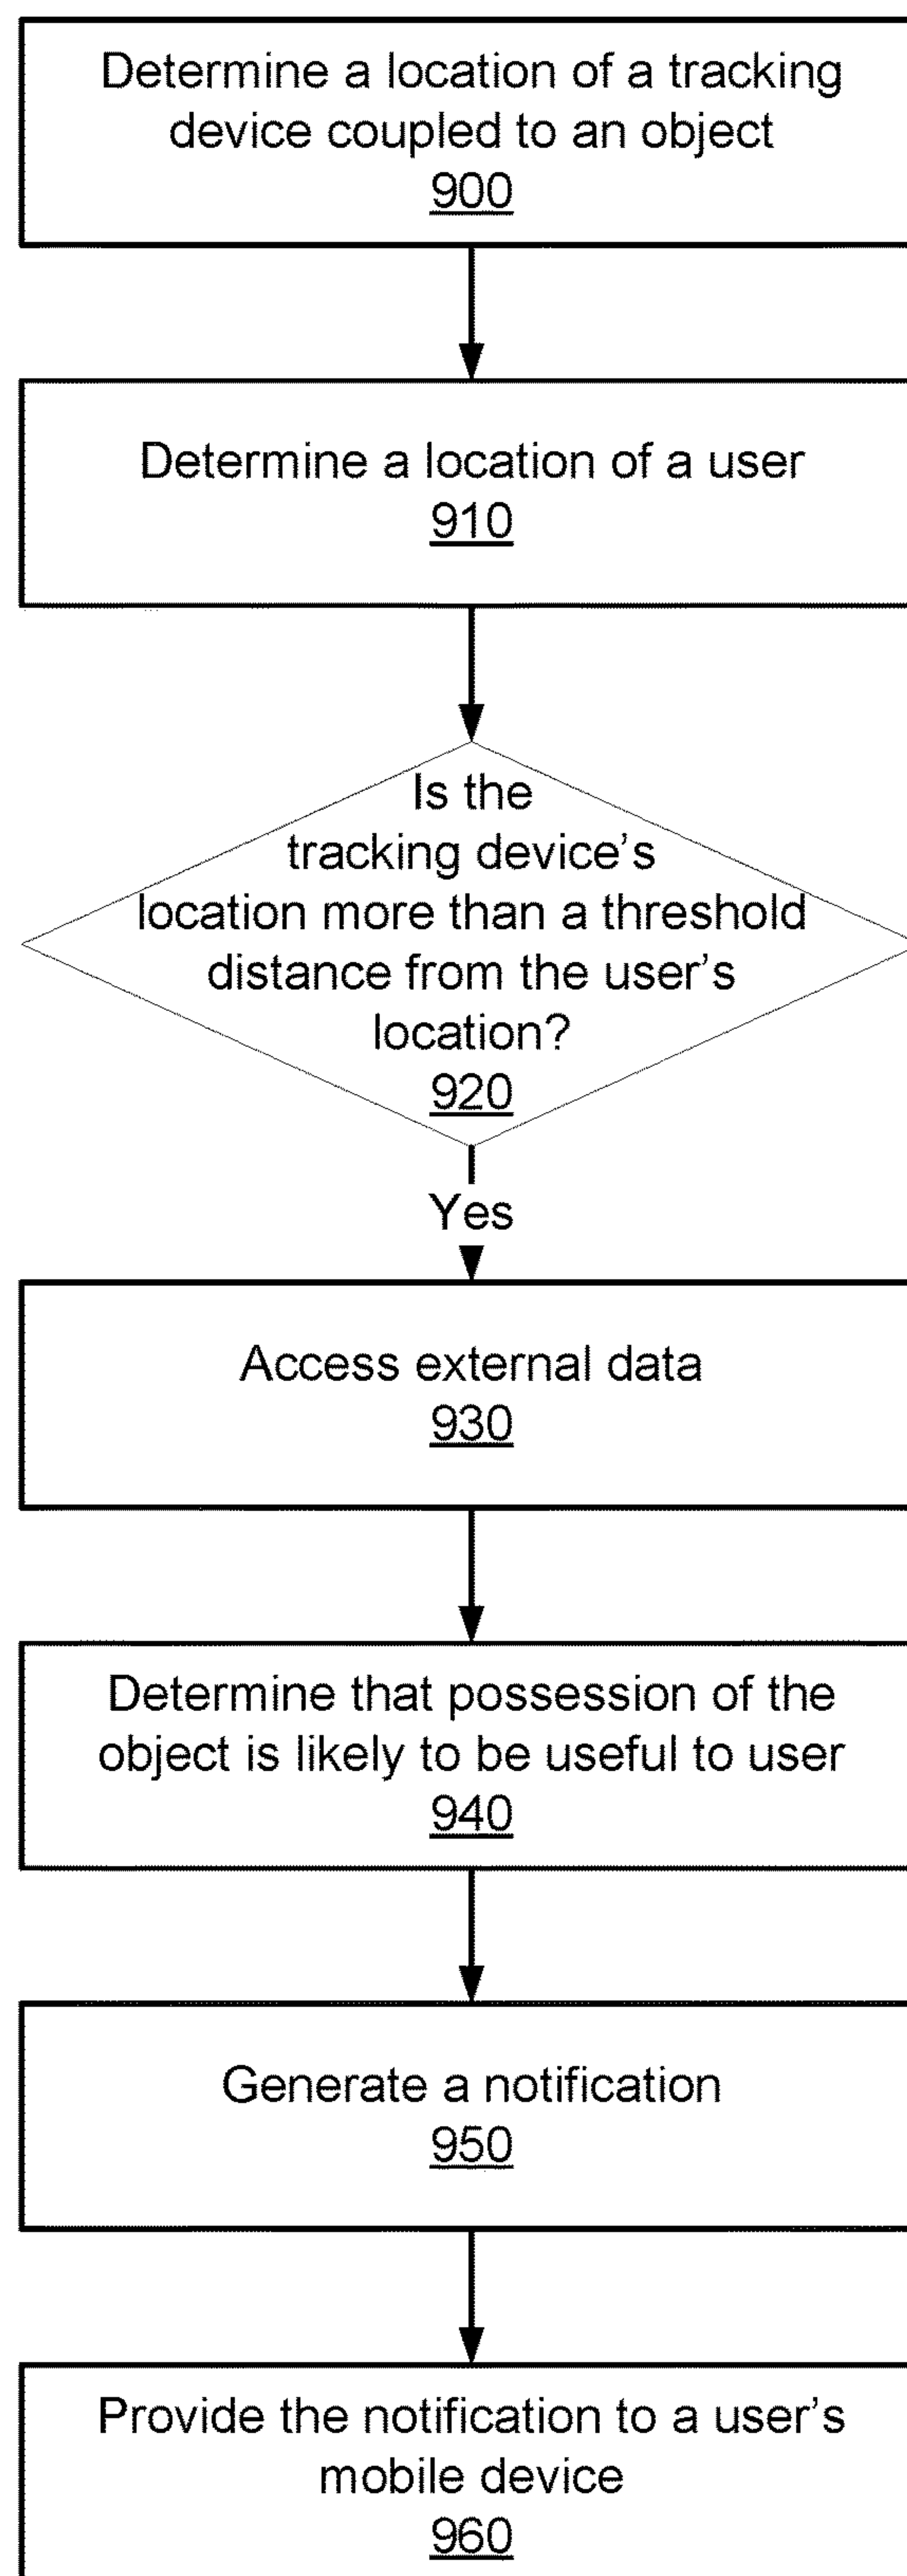 Determine a location of a tracking
device coupled to an object
900
Determine a location of a user
910
Is the
tracking device's
location more than a threshold
distance from the user's
location?
920
Yes
Access external data
930
Determine that possession of the
object is likely to be useful to user
940
Generate a notification
950
Provide the notification to a user's
mobile device
960